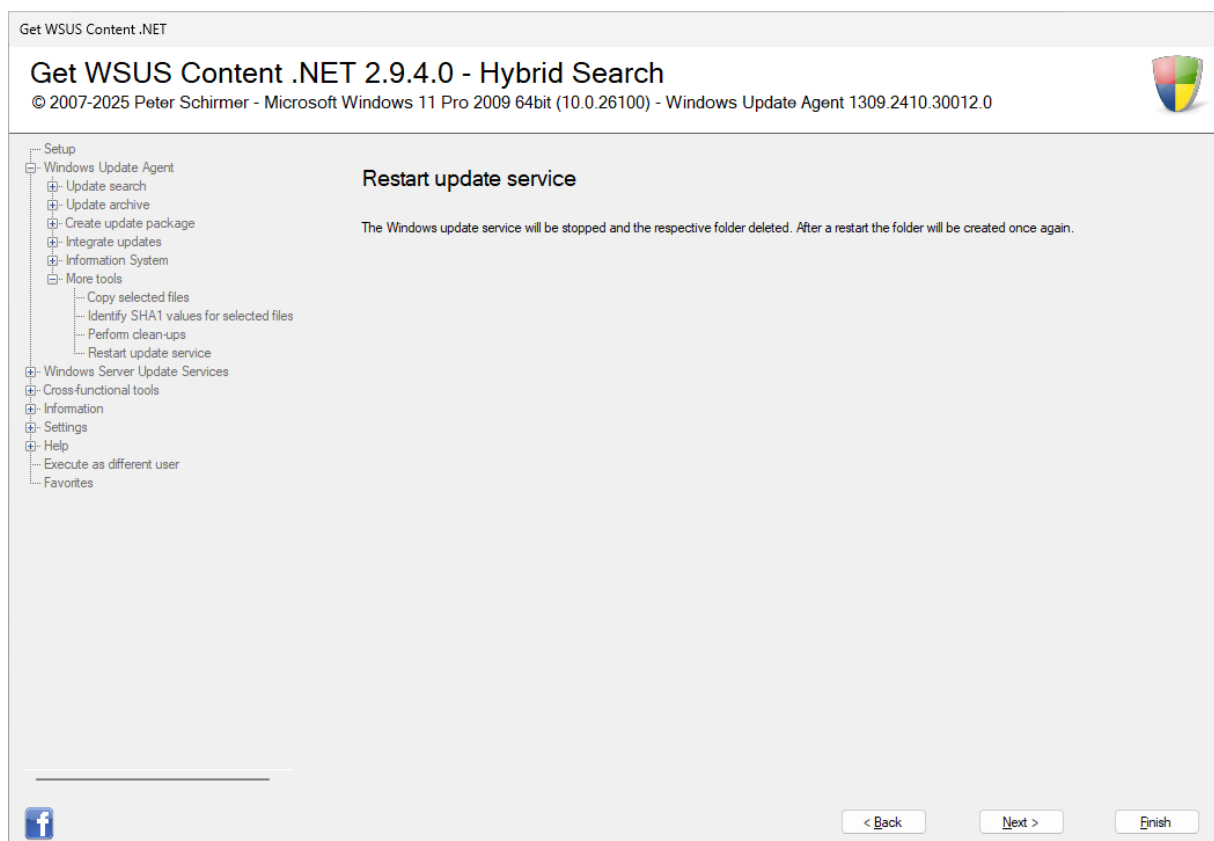 Get WSUS Content .NET
Get WSUS Content .NET 2.9.4.0 - Hybrid Search
© 2007-2025 Peter Schirmer - Microsoft Windows 11 Pro 2009 64bit (10.0.26100) - Windows Update Agent 1309.2410.30012.0
Setup
Windows Update Agent
Update search
Update archive
Create update package
Integrate updates
Information System
More tools
Copy selected files
Identify SHA1 values for selected files
Perform clean-ups
Restart update service
Windows Server Update Services
Cross-functional tools
Information
Settings
Help
Execute as different user
Favorites
Restart update service
The Windows update service will be stopped and the respective folder deleted. After a restart the folder will be created once again.
f
< Back
Next >
Finish